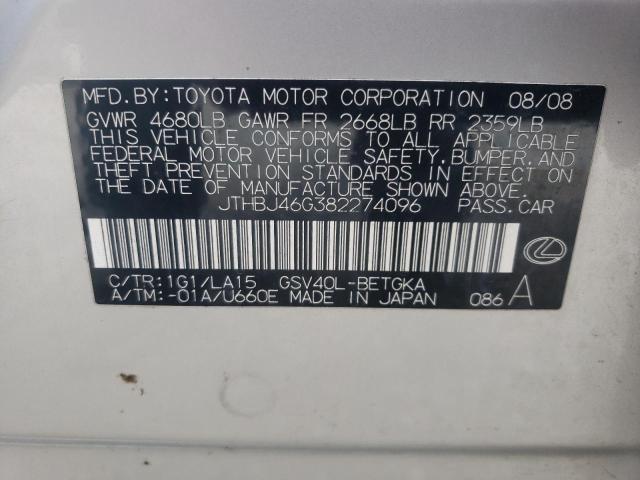 MFD.BY:TOYOTA MOTOR CORPORATION 08/08
GVWR 4680LB GAWR FR 2668LB RR 2359LB
THIS VEHICLE CONFORMS TO ALL APPLICABLE
FEDERAL MOTOR VEHICLE SAFETY,BUMPER,AND
THEFT PREVENTION STANDARDS IN EFFECT ON
THE DATE OF MANUFACTURE SHOWN ABOVE.
JTHBJ46G382274096 PASS.CAR
C/TR:1G1/LA15 GSV40L-BETGKA
A/TM:-01A/U660E MADE IN JAPAN 086 A